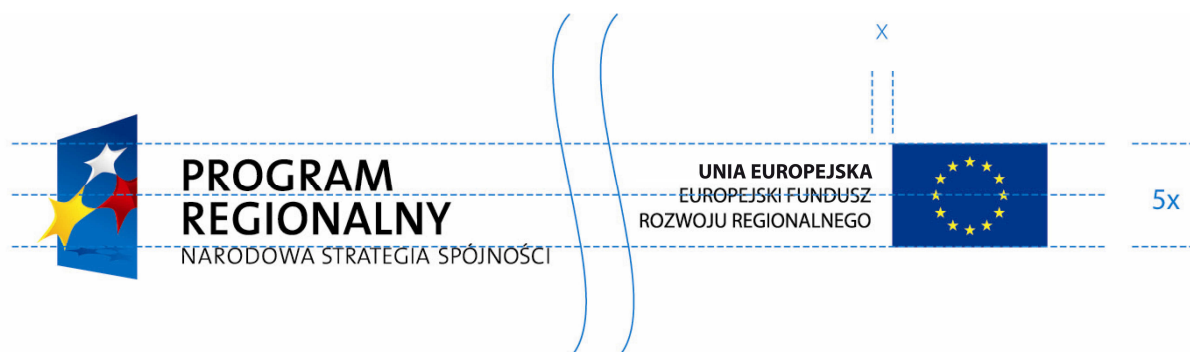 X
PROGRAM
REGIONALNY
NARODOWA STRATEGIA SPÓJNOŚCI
UNIA EUROPEJSKA
EUROPEJSKI FUNDUSZ
ROZWOJU REGIONALNEGO
5x